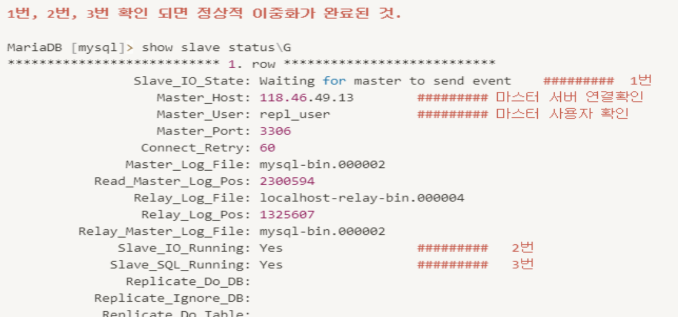 1번, 2번, 3번 확인 되면 정상적 이중화가 완료된 것.
MariaDB [mysql]> show slave status\G
*************************** 1. row ***************************
Slave_IO_State: Waiting for master to send event ######### 1번
Master_Host: 118.46.49.13 ######### 마스터 서버 연결확인
Master_User: repl_user ######### 마스터 사용자 확인
Master_Port: 3306
Connect_Retry: 60
Master_Log_File: mysql-bin.000002
Read_Master_Log_Pos: 2300594
Relay_Log_File: localhost-relay-bin.000004
Relay_Log_Pos: 1325607
Relay_Master_Log_File: mysql-bin.000002
Slave_IO_Running: Yes ######### 2번
Slave_SQL_Running: Yes ######### 3번
Replicate_Do_DB:
Replicate_Ignore_DB:
Replicate_Do_Table: